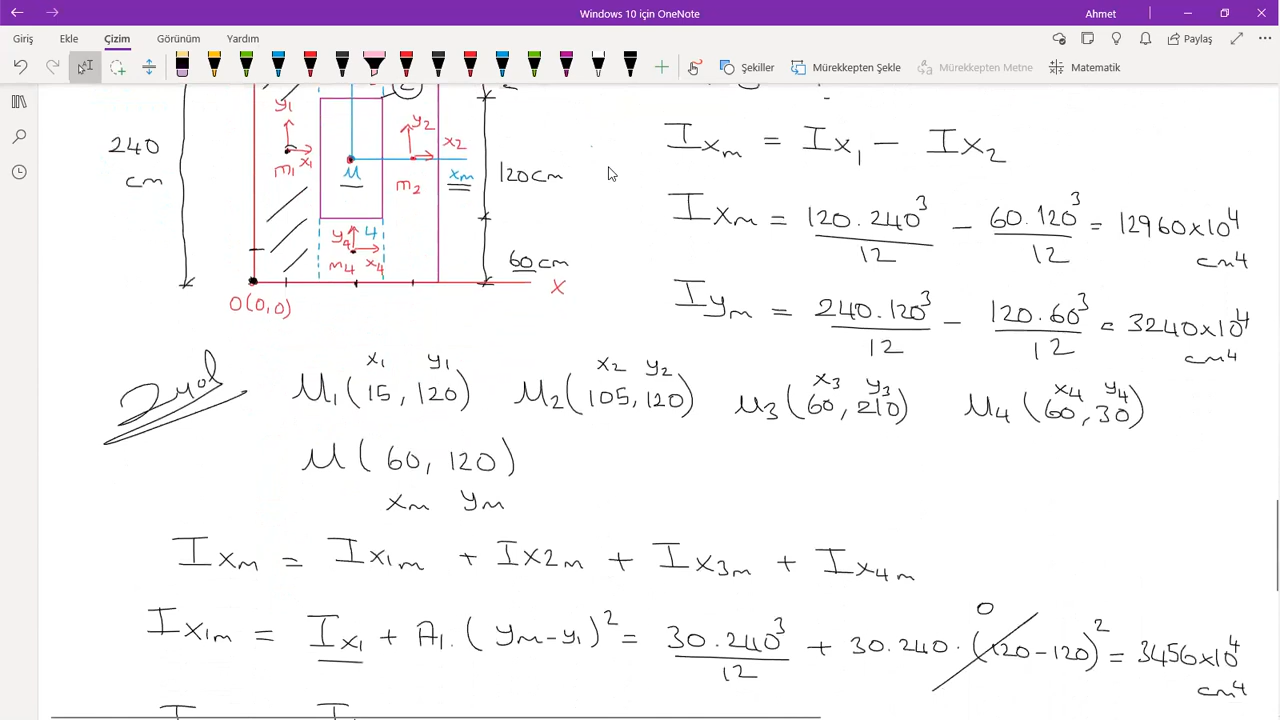 Windows 10 için OneNote
Ahmet
Giriş Ekle Çizim Görünüm Yardım
Paylaş
Şekiller Mürekkepten Şekle Mürekkepten Metne Matematik
240 cm
y1
x1
m1
M
y2
x2
m2
xm
120cm
y4
4
m4
x4
60cm
O(0,0)
x
Ixm = Ix1 - Ix2
Ixm = 120.240³/12 - 60.120³/12 = 12960x10⁴ cm4
Iym = 240.120³/12 - 120.60³/12 = 3240x10⁴ cm4
2.yol
x1 y1 x2 y2 x3 y3 x4 y4
M1(15,120) M2(105,120) M3(60,210) M4(60,30)
M(60,120)
xm ym
Ixm = Ix1m + Ix2m + Ix3m + Ix4m
Ix1m = Ix1 + A1.(ym-y1)² = 30.240³/12 + 30.240.(120-120)² = 3456x10⁴ cm4
0